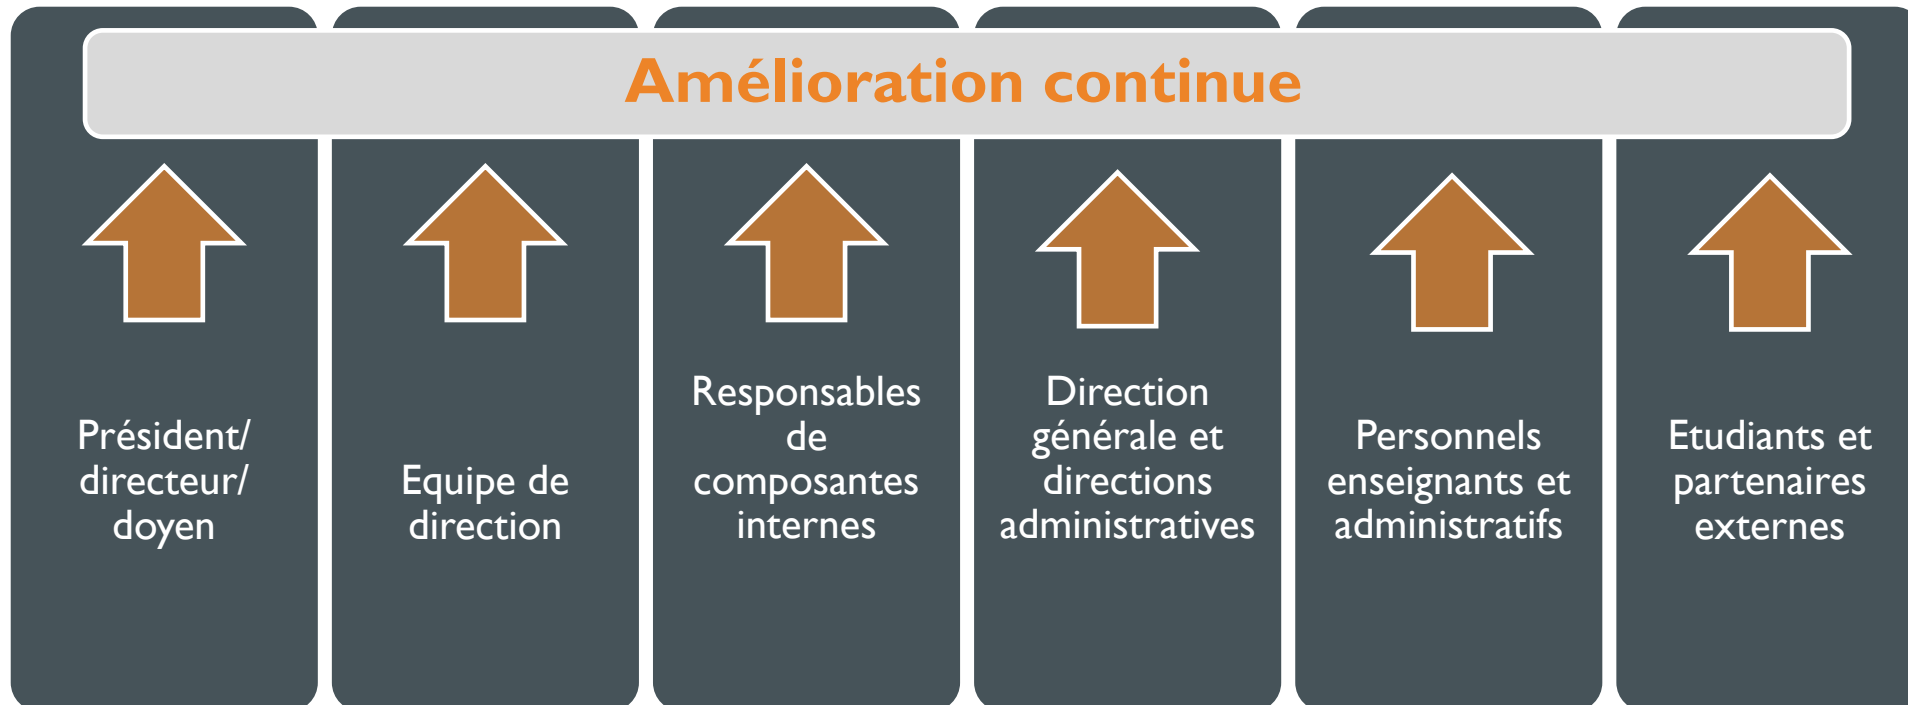 Amélioration continue
Président/
directeur/
doyen
Equipe de
direction
Responsables
de
composantes
internes
Direction
générale et
directions
administratives
Personnels
enseignants et
administratifs
Etudiants et
partenaires
externes